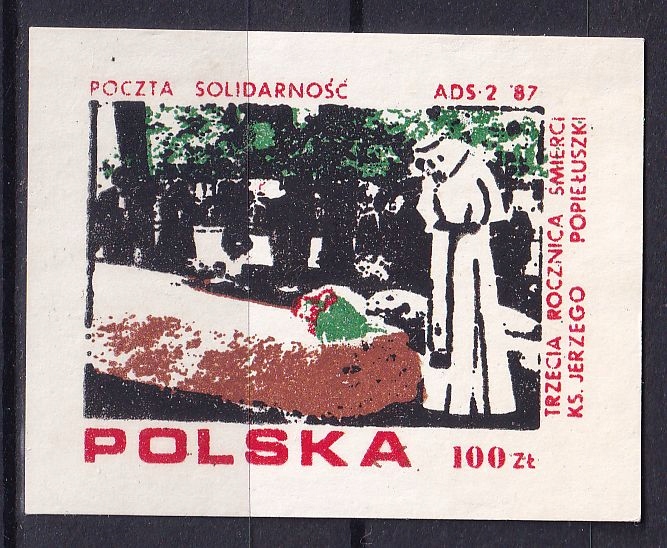 POCZTA SOLIDARNOŚĆ
ADS·2 '87
TRZECIA ROCZNICA ŚMIERCI
KS. JERZEGO POPIEŁUSZKI
POLSKA
100 ZŁ